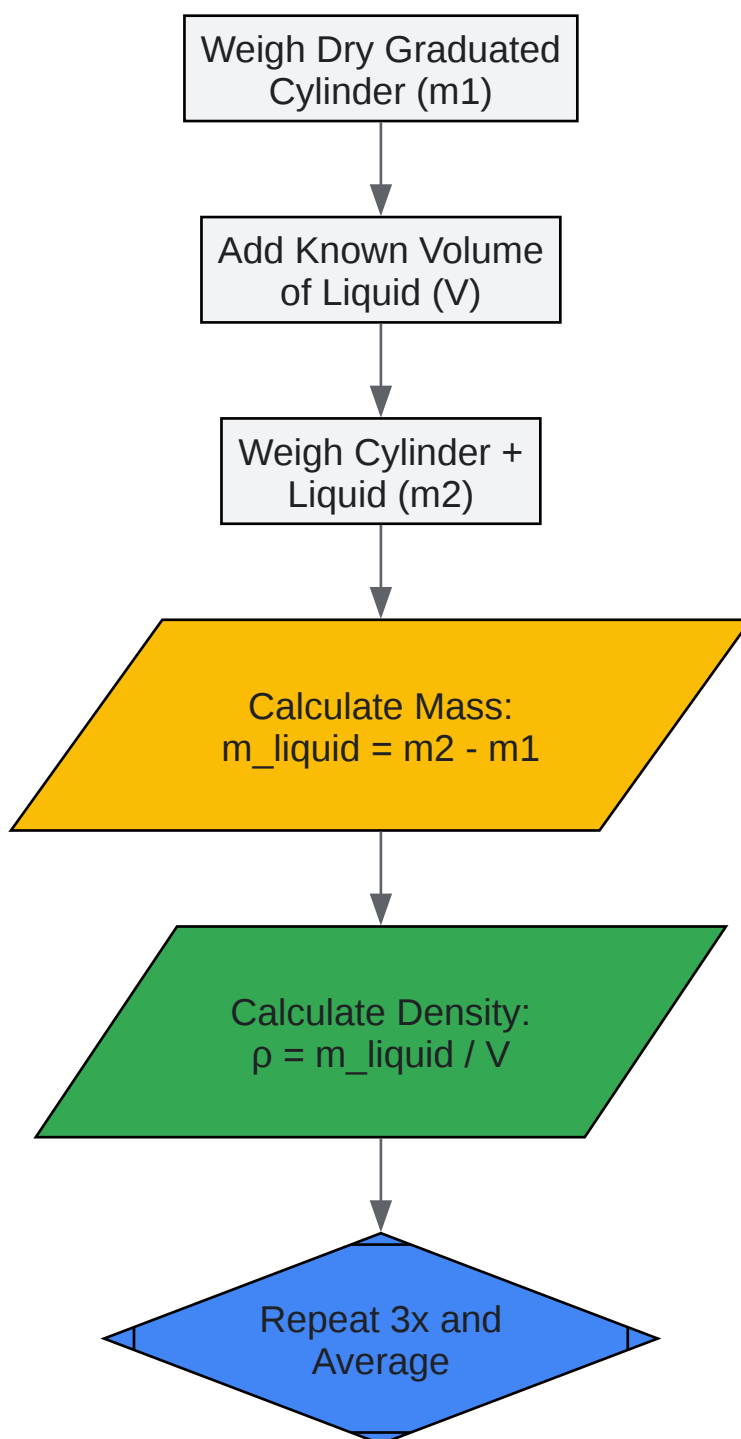 Weigh Dry Graduated
Cylinder (m1)
Add Known Volume
of Liquid (V)
Weigh Cylinder +
Liquid (m2)
Calculate Mass:
m_liquid = m2 - m1
Calculate Density:
ρ = m_liquid / V
Repeat 3x and
Average